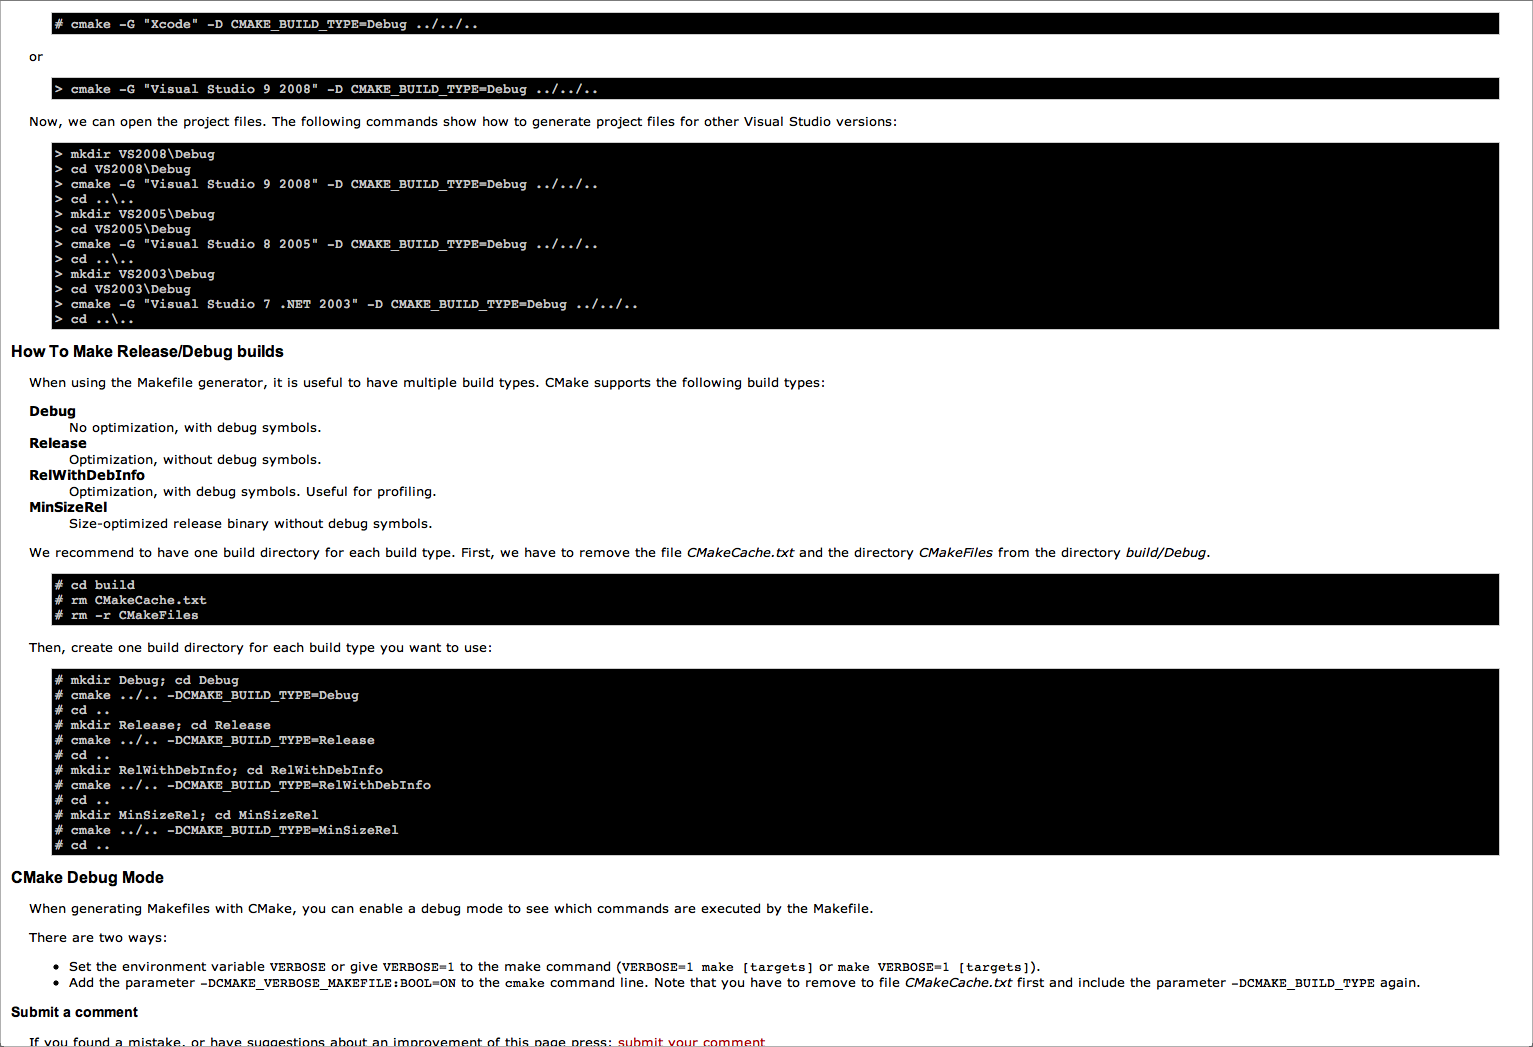 # cmake -G "Xcode" -D CMAKE_BUILD_TYPE=Debug ../../..
or
> cmake -G "Visual Studio 9 2008" -D CMAKE_BUILD_TYPE=Debug ../../..
Now, we can open the project files. The following commands show how to generate project files for other Visual Studio versions:
> mkdir VS2008\Debug
> cd VS2008\Debug
> cmake -G "Visual Studio 9 2008" -D CMAKE_BUILD_TYPE=Debug ../../..
> cd ..\..
> mkdir VS2005\Debug
> cd VS2005\Debug
> cmake -G "Visual Studio 8 2005" -D CMAKE_BUILD_TYPE=Debug ../../..
> cd ..\..
> mkdir VS2003\Debug
> cd VS2003\Debug
> cmake -G "Visual Studio 7 .NET 2003" -D CMAKE_BUILD_TYPE=Debug ../../..
> cd ..\..
How To Make Release/Debug builds
When using the Makefile generator, it is useful to have multiple build types. CMake supports the following build types:
Debug
No optimization, with debug symbols.
Release
Optimization, without debug symbols.
RelWithDebInfo
Optimization, with debug symbols. Useful for profiling.
MinSizeRel
Size-optimized release binary without debug symbols.
We recommend to have one build directory for each build type. First, we have to remove the file CMakeCache.txt and the directory CMakeFiles from the directory build/Debug.
# cd build
# rm CMakeCache.txt
# rm -r CMakeFiles
Then, create one build directory for each build type you want to use:
# mkdir Debug; cd Debug
# cmake ../.. -DCMAKE_BUILD_TYPE=Debug
# cd ..
# mkdir Release; cd Release
# cmake ../.. -DCMAKE_BUILD_TYPE=Release
# cd ..
# mkdir RelWithDebInfo; cd RelWithDebInfo
# cmake ../.. -DCMAKE_BUILD_TYPE=RelWithDebInfo
# cd ..
# mkdir MinSizeRel; cd MinSizeRel
# cmake ../.. -DCMAKE_BUILD_TYPE=MinSizeRel
# cd ..
CMake Debug Mode
When generating Makefiles with CMake, you can enable a debug mode to see which commands are executed by the Makefile.
There are two ways:
• Set the environment variable VERBOSE or give VERBOSE=1 to the make command (VERBOSE=1 make [targets] or make VERBOSE=1 [targets]).
• Add the parameter -DCMAKE_VERBOSE_MAKEFILE:BOOL=ON to the cmake command line. Note that you have to remove to file CMakeCache.txt first and include the parameter -DCMAKE_BUILD_TYPE again.
Submit a comment
If you found a mistake, or have suggestions about an improvement of this page press: submit your comment